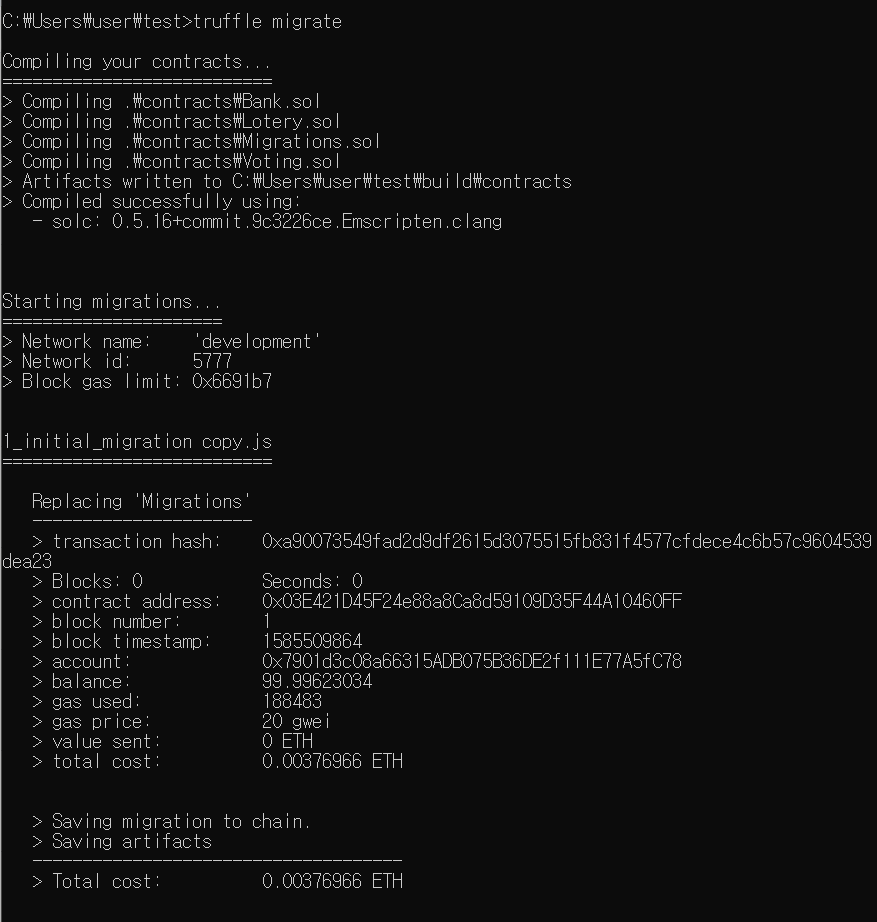 C:₩Users₩user₩test>truffle migrate
Compiling your contracts...
===========================
> Compiling .₩contracts₩Bank.sol
> Compiling .₩contracts₩Lotery.sol
> Compiling .₩contracts₩Migrations.sol
> Compiling .₩contracts₩Voting.sol
> Artifacts written to C:₩Users₩user₩test₩build₩contracts
> Compiled successfully using:
   - solc: 0.5.16+commit.9c3226ce.Emscripten.clang
Starting migrations...
======================
> Network name:    'development'
> Network id:      5777
> Block gas limit: 0x6691b7
1_initial_migration copy.js
===========================
   Replacing 'Migrations'
   ----------------------
   > transaction hash:    0xa90073549fad2d9df2615d3075515fb831f4577cfdece4c6b57c9604539
dea23
   > Blocks: 0            Seconds: 0
   > contract address:    0x03E421D45F24e88a8Ca8d59109D35F44A10460FF
   > block number:        1
   > block timestamp:     1585509864
   > account:             0x7901d3c08a66315ADB075B36DE2f111E77A5fC78
   > balance:             99.99623034
   > gas used:            188483
   > gas price:           20 gwei
   > value sent:          0 ETH
   > total cost:          0.00376966 ETH
   > Saving migration to chain.
   > Saving artifacts
   -------------------------------------
   > Total cost:          0.00376966 ETH